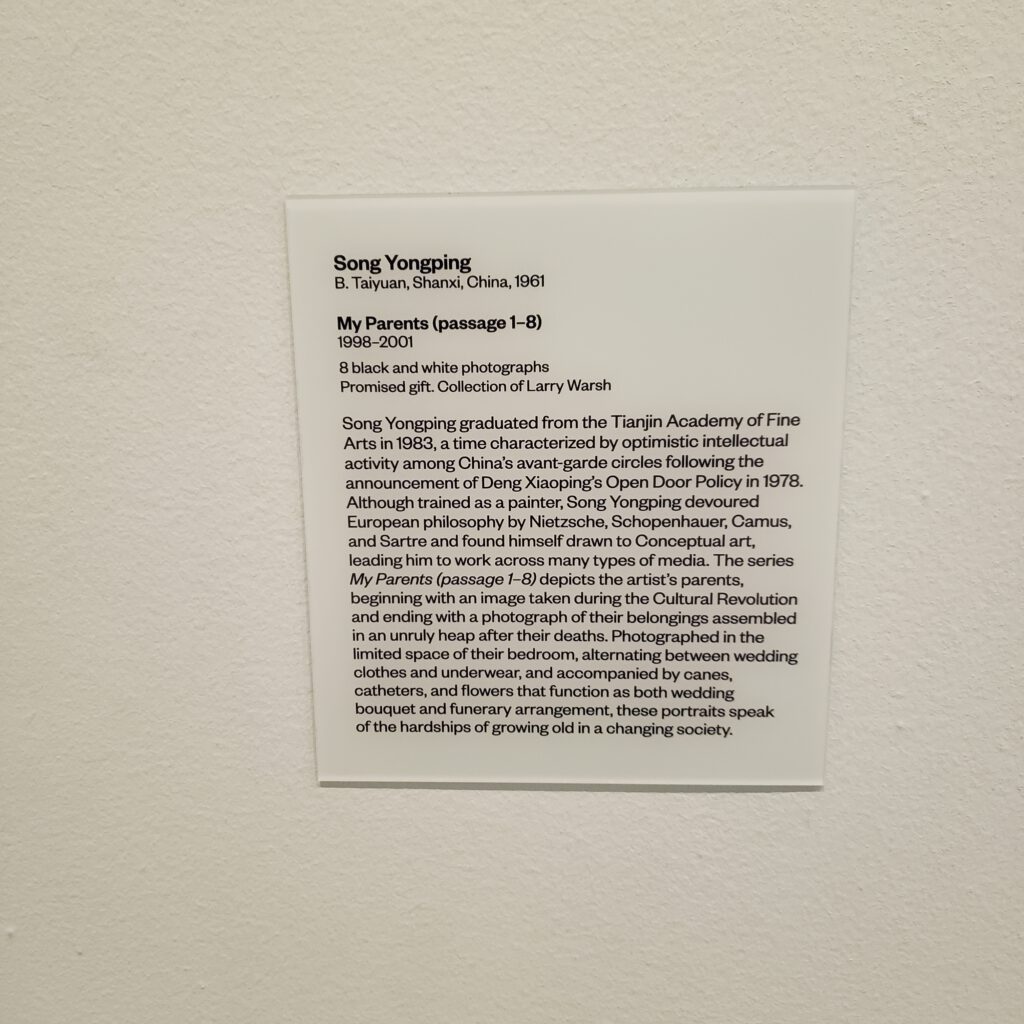 Song Yongping
B. Taiyuan, Shanxi, China, 1961
My Parents (passage 1–8)
1998–2001
8 black and white photographs
Promised gift. Collection of Larry Warsh
Song Yongping graduated from the Tianjin Academy of Fine
Arts in 1983, a time characterized by optimistic intellectual
activity among China’s avant-garde circles following the
announcement of Deng Xiaoping’s Open Door Policy in 1978.
Although trained as a painter, Song Yongping devoured
European philosophy by Nietzsche, Schopenhauer, Camus,
and Sartre and found himself drawn to Conceptual art,
leading him to work across many types of media. The series
My Parents (passage 1–8) depicts the artist’s parents,
beginning with an image taken during the Cultural Revolution
and ending with a photograph of their belongings assembled
in an unruly heap after their deaths. Photographed in the
limited space of their bedroom, alternating between wedding
clothes and underwear, and accompanied by canes,
catheters, and flowers that function as both wedding
bouquet and funerary arrangement, these portraits speak
of the hardships of growing old in a changing society.